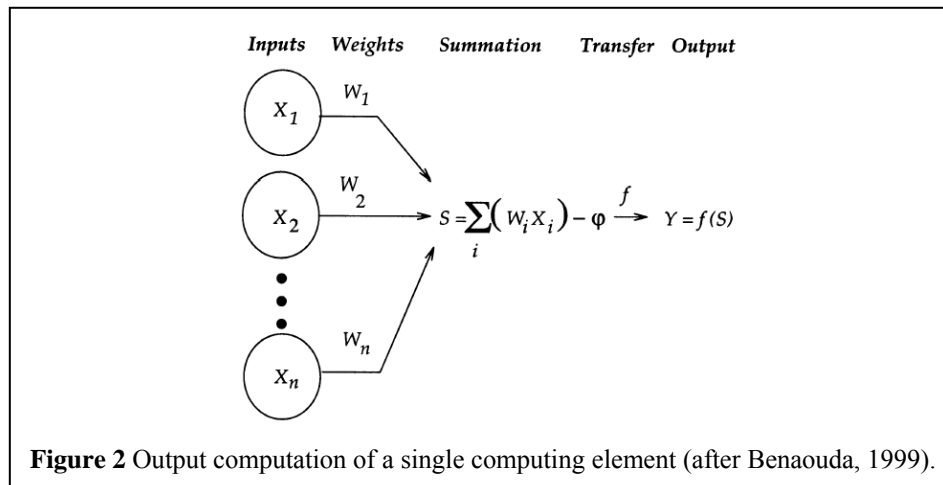 Inputs Weights Summation Transfer Output
X1
W1
X2
W2
S = ∑i (WiXi) − φ f→ Y = f(S)
Xn
Wn
Figure 2 Output computation of a single computing element (after Benaouda, 1999).